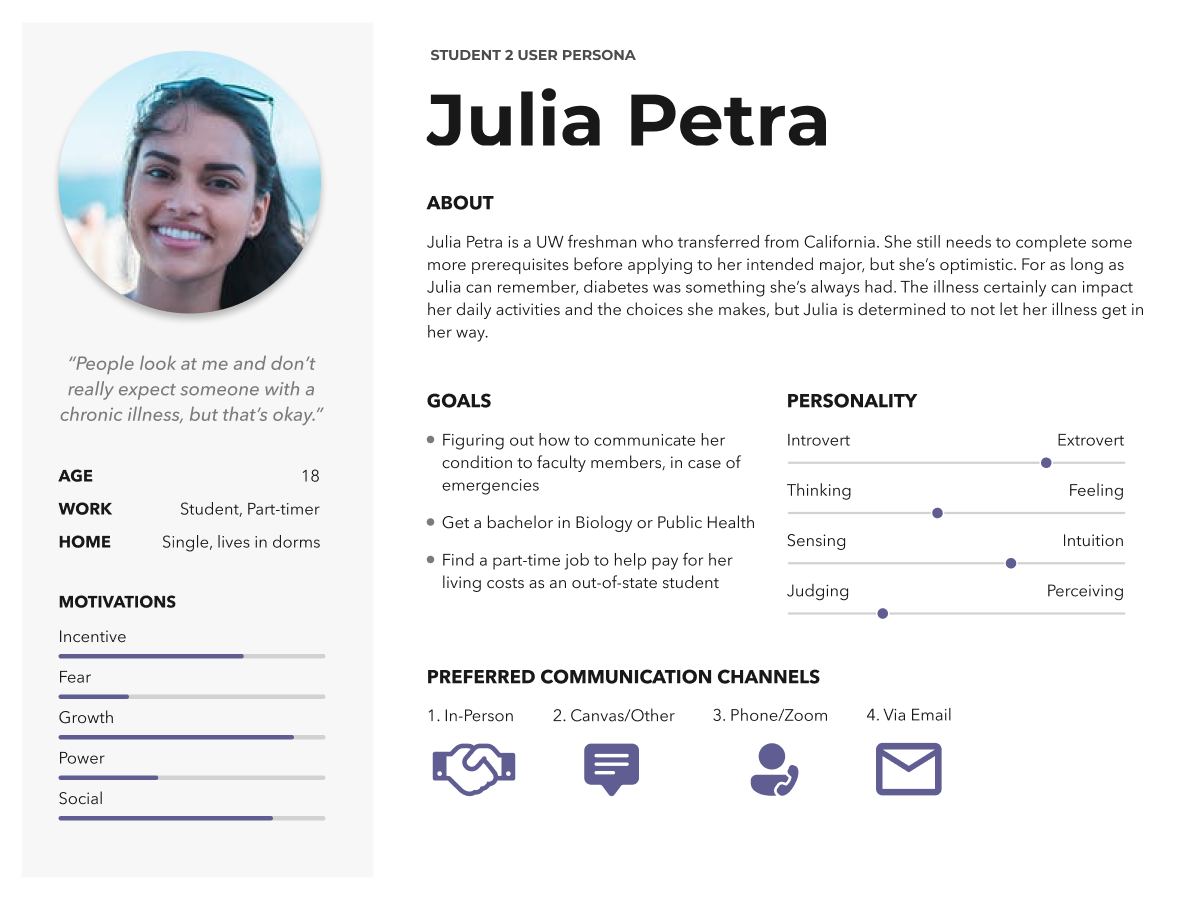 STUDENT 2 USER PERSONA
Julia Petra
ABOUT
Julia Petra is a UW freshman who transferred from California. She still needs to complete some
more prerequisites before applying to her intended major, but she’s optimistic. For as long as
Julia can remember, diabetes was something she’s always had. The illness certainly can impact
her daily activities and the choices she makes, but Julia is determined to not let her illness get in
her way.
“People look at me and don’t
really expect someone with a
chronic illness, but that’s okay.”
AGE 18
WORK Student, Part-timer
HOME Single, lives in dorms
MOTIVATIONS
Incentive
Fear
Growth
Power
Social
GOALS
Figuring out how to communicate her
condition to faculty members, in case of
emergencies
Get a bachelor in Biology or Public Health
Find a part-time job to help pay for her
living costs as an out-of-state student
PERSONALITY
Introvert Extrovert
Thinking Feeling
Sensing Intuition
Judging Perceiving
PREFERRED COMMUNICATION CHANNELS
1. In-Person 2. Canvas/Other 3. Phone/Zoom 4. Via Email